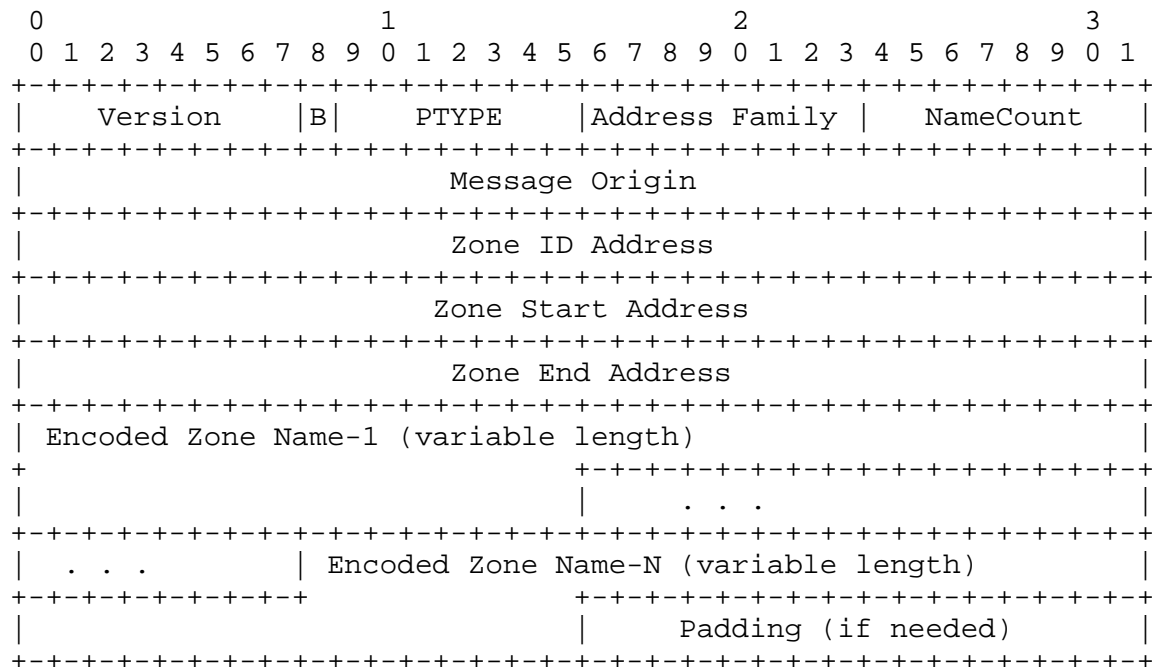 0                   1                   2                   3
 0 1 2 3 4 5 6 7 8 9 0 1 2 3 4 5 6 7 8 9 0 1 2 3 4 5 6 7 8 9 0 1
+-+-+-+-+-+-+-+-+-+-+-+-+-+-+-+-+-+-+-+-+-+-+-+-+-+-+-+-+-+-+-+-+
|    Version    |B|    PTYPE    |Address Family |   NameCount   |
+-+-+-+-+-+-+-+-+-+-+-+-+-+-+-+-+-+-+-+-+-+-+-+-+-+-+-+-+-+-+-+-+
|                        Message Origin                         |
+-+-+-+-+-+-+-+-+-+-+-+-+-+-+-+-+-+-+-+-+-+-+-+-+-+-+-+-+-+-+-+-+
|                        Zone ID Address                        |
+-+-+-+-+-+-+-+-+-+-+-+-+-+-+-+-+-+-+-+-+-+-+-+-+-+-+-+-+-+-+-+-+
|                       Zone Start Address                      |
+-+-+-+-+-+-+-+-+-+-+-+-+-+-+-+-+-+-+-+-+-+-+-+-+-+-+-+-+-+-+-+-+
|                        Zone End Address                       |
+-+-+-+-+-+-+-+-+-+-+-+-+-+-+-+-+-+-+-+-+-+-+-+-+-+-+-+-+-+-+-+-+
| Encoded Zone Name-1 (variable length)                         |
+                               +-+-+-+-+-+-+-+-+-+-+-+-+-+-+-+-+
|                               |     . . .                     |
+-+-+-+-+-+-+-+-+-+-+-+-+-+-+-+-+-+-+-+-+-+-+-+-+-+-+-+-+-+-+-+-+
|  . . .        | Encoded Zone Name-N (variable length)         |
+-+-+-+-+-+-+-+-+               +-+-+-+-+-+-+-+-+-+-+-+-+-+-+-+-+
|                               |     Padding (if needed)       |
+-+-+-+-+-+-+-+-+-+-+-+-+-+-+-+-+-+-+-+-+-+-+-+-+-+-+-+-+-+-+-+-+